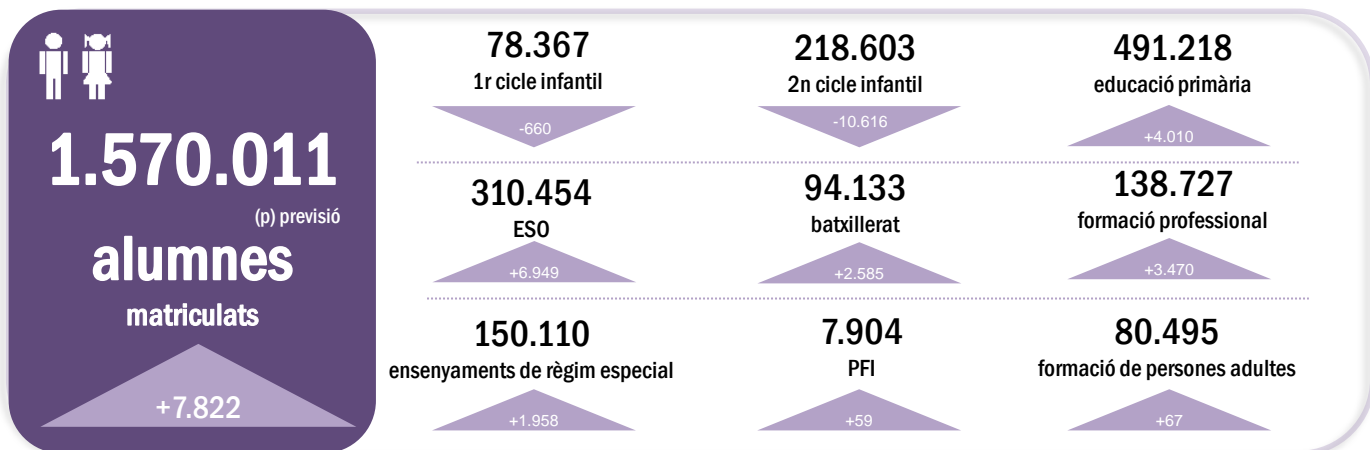 1.570.011
(p) previsió
alumnes
matriculats
+7.822
78.367
1r cicle infantil
-660
218.603
2n cicle infantil
-10.616
491.218
educació primària
+4.010
310.454
ESO
+6.949
94.133
batxillerat
+2.585
138.727
formació professional
+3.470
150.110
ensenyaments de règim especial
+1.958
7.904
PFI
+59
80.495
formació de persones adultes
+67